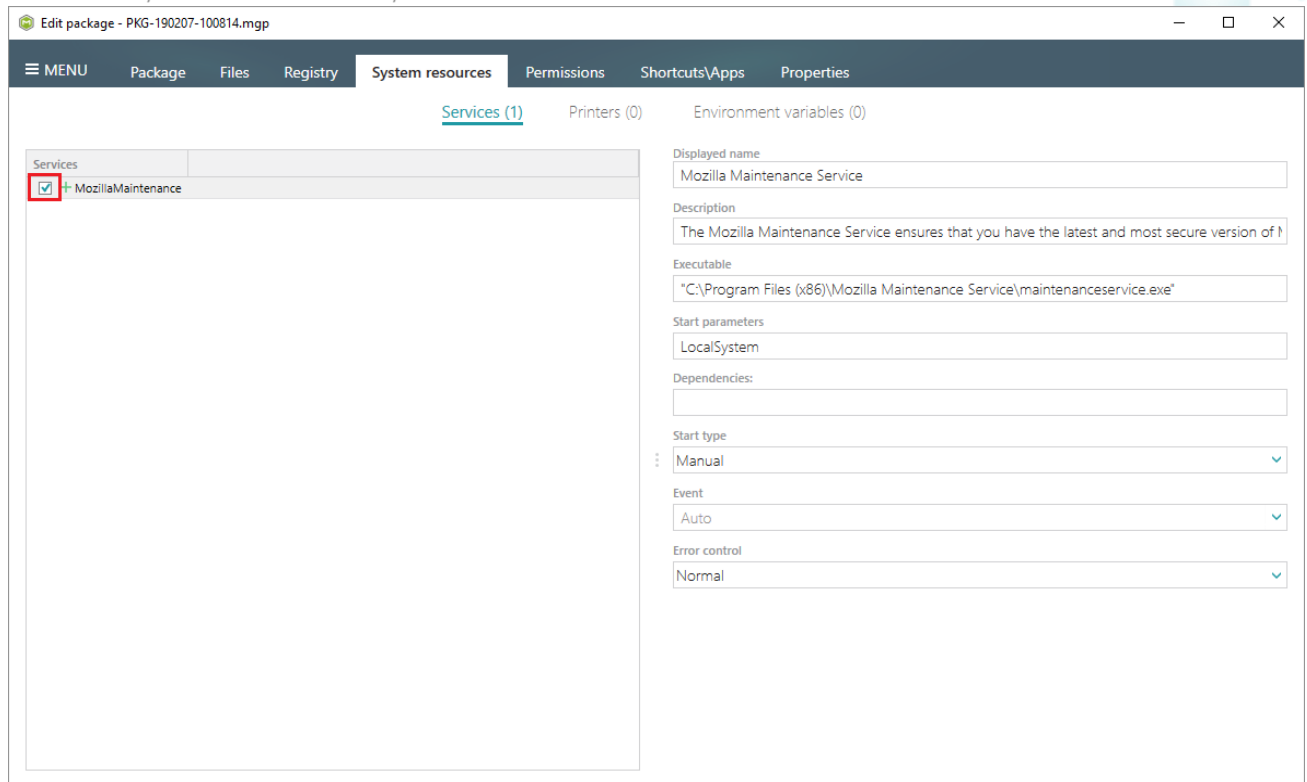 Edit package - PKG-190207-100814.mgp
MENU Package Files Registry System resources Permissions Shortcuts\Apps Properties
Services (1) Printers (0) Environment variables (0)
Services
MozillaMaintenance
Displayed name
Mozilla Maintenance Service
Description
The Mozilla Maintenance Service ensures that you have the latest and most secure version of
Executable
"C:\Program Files (x86)\Mozilla Maintenance Service\maintenanceservice.exe"
Start parameters
LocalSystem
Dependencies:
Start type
Manual
Event
Auto
Error control
Normal